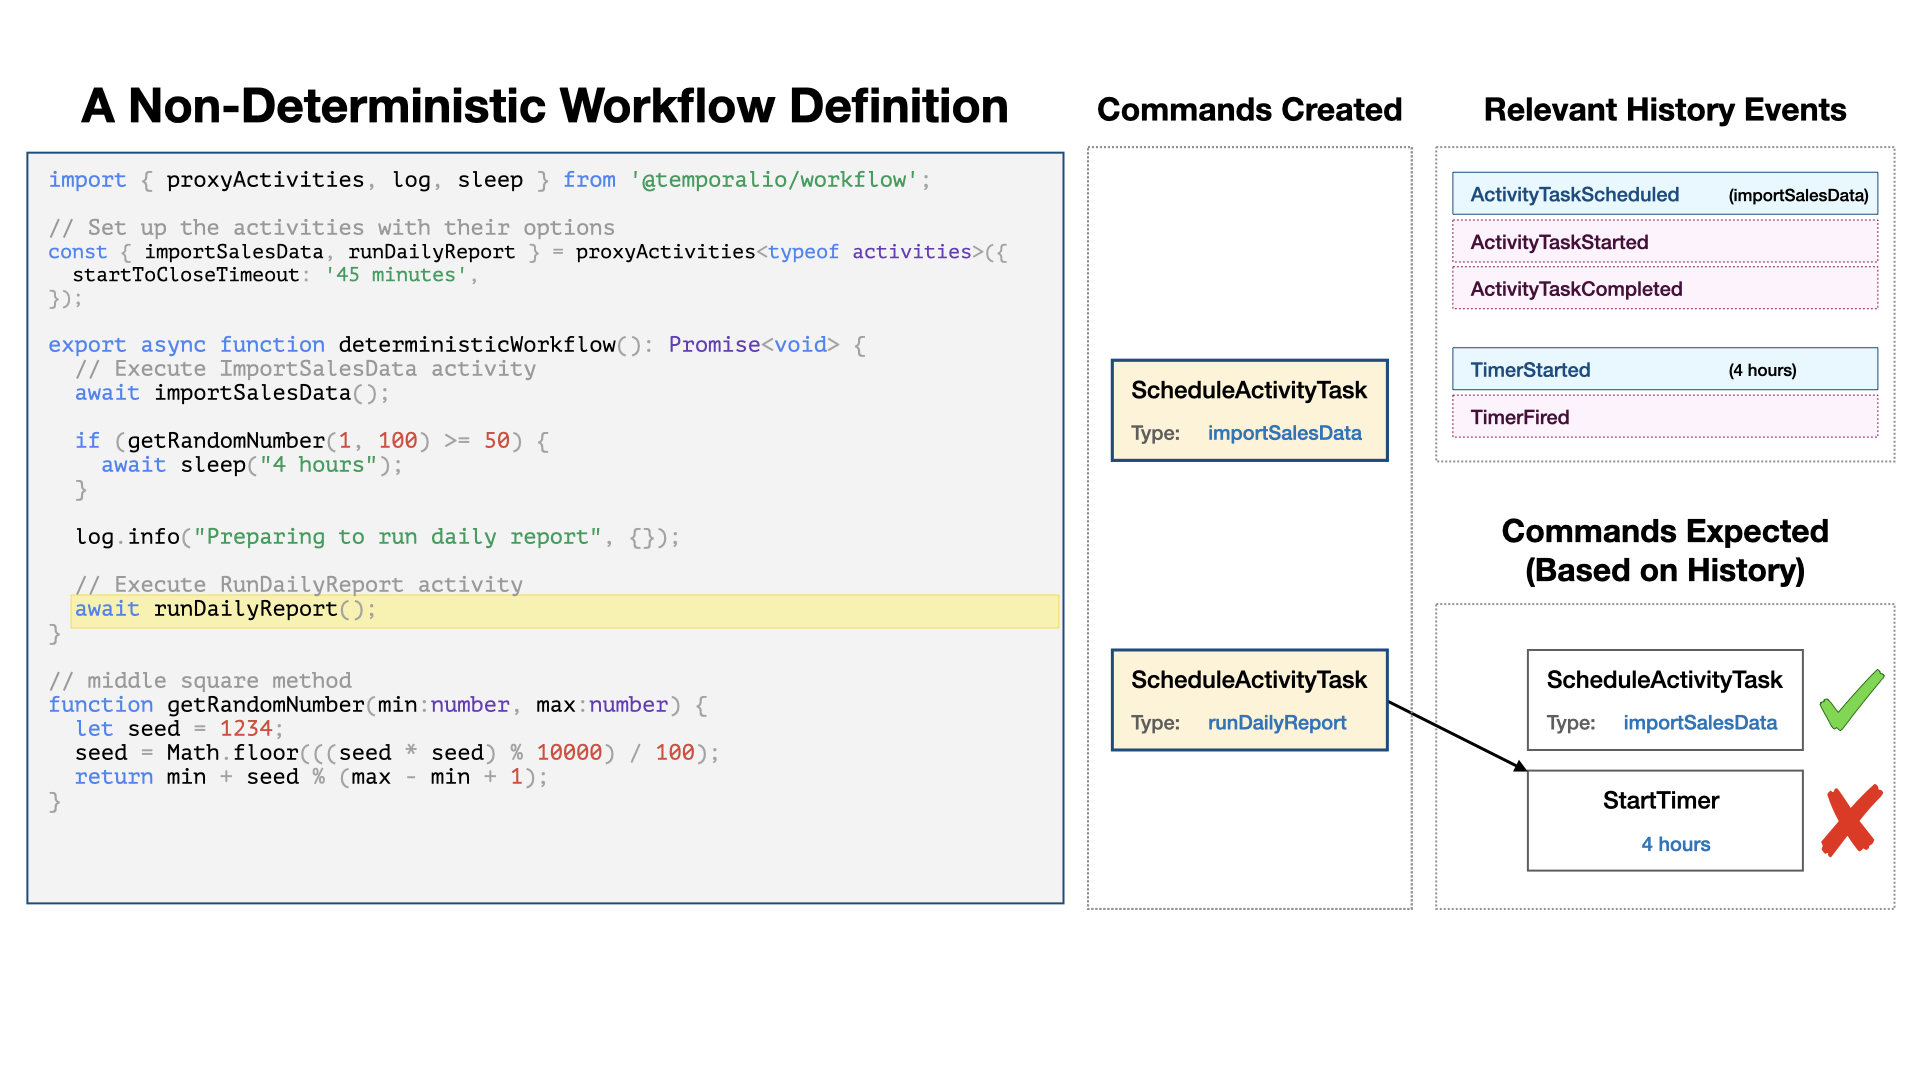 A Non-Deterministic Workflow Definition
import { proxyActivities, log, sleep } from '@temporalio/workflow';
// Set up the activities with their options
const { importSalesData, runDailyReport } = proxyActivities<typeof activities>({
startToCloseTimeout: '45 minutes',
});
export async function deterministicWorkflow(): Promise<void> {
// Execute ImportSalesData activity
await importSalesData();
if (getRandomNumber(1, 100) >= 50) {
await sleep("4 hours");
}
log.info("Preparing to run daily report", {});
// Execute RunDailyReport activity
await runDailyReport();
}
// middle square method
function getRandomNumber(min:number, max:number) {
let seed = 1234;
seed = Math.floor(((seed * seed) % 10000) / 100);
return min + seed % (max - min + 1);
}
Commands Created
ScheduleActivityTask
Type: importSalesData
ScheduleActivityTask
Type: runDailyReport
Relevant History Events
ActivityTaskScheduled (importSalesData)
ActivityTaskStarted
ActivityTaskCompleted
TimerStarted (4 hours)
TimerFired
Commands Expected
(Based on History)
ScheduleActivityTask
Type: importSalesData
StartTimer
4 hours